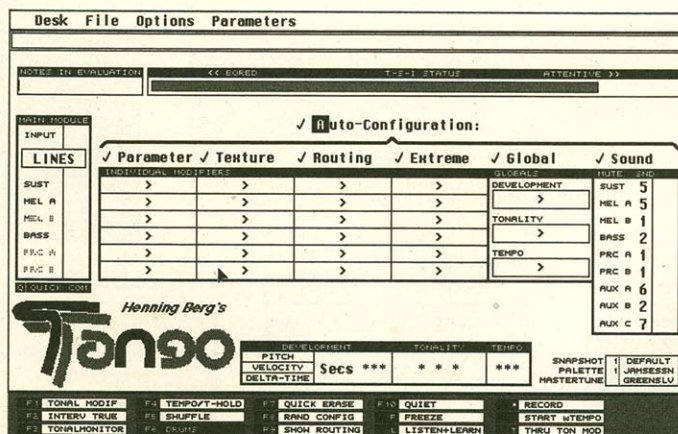 Desk File Options Parameters
NOTES IN EVALUATION
<< BORED T-S-I STATUS ATTENTIVE >>
MAIN MODULE
INPUT
LINES
SUST
MEL A
MEL B
BASS
PRC A
PRC B
✓ Auto-Configuration:
✓ Parameter ✓ Texture ✓ Routing ✓ Extreme ✓ Global ✓ Sound
INDIVIDUAL MODIFIERS
> > > >
> > > >
> > > >
> > > >
> > > >
> > > >
GLOBALS
DEVELOPMENT
>
TONALITY
>
TEMPO
>
MUTE SND
SUST 5
MEL A 5
MEL B 1
BASS 2
PRC A 1
PRC B 1
AUX A 6
AUX B 2
AUX C 7
Q QUICK COM
Henning Berg's
Tango
DEVELOPMENT TONALITY TEMPO
PITCH
VELOCITY
DELTA-TIME
Secs *** * * * ***
SNAPSHOT 1 DEFAULT
PALETTE 1 JAMSESSN
MASTERTUNE GREENSLV
F1 TONAL MODIF F4 TEMPO/T-HOLD F7 QUICK ERASE F10 QUIET * RECORD
F2 INTERV TRUE F5 SHUFFLE F8 RAND CONFIG F FREEZE START wTEMPO
F3 TONALMONITOR F6 DRUMS F9 SHOW ROUTING L LISTEN+LEARN T THRU TON MOD